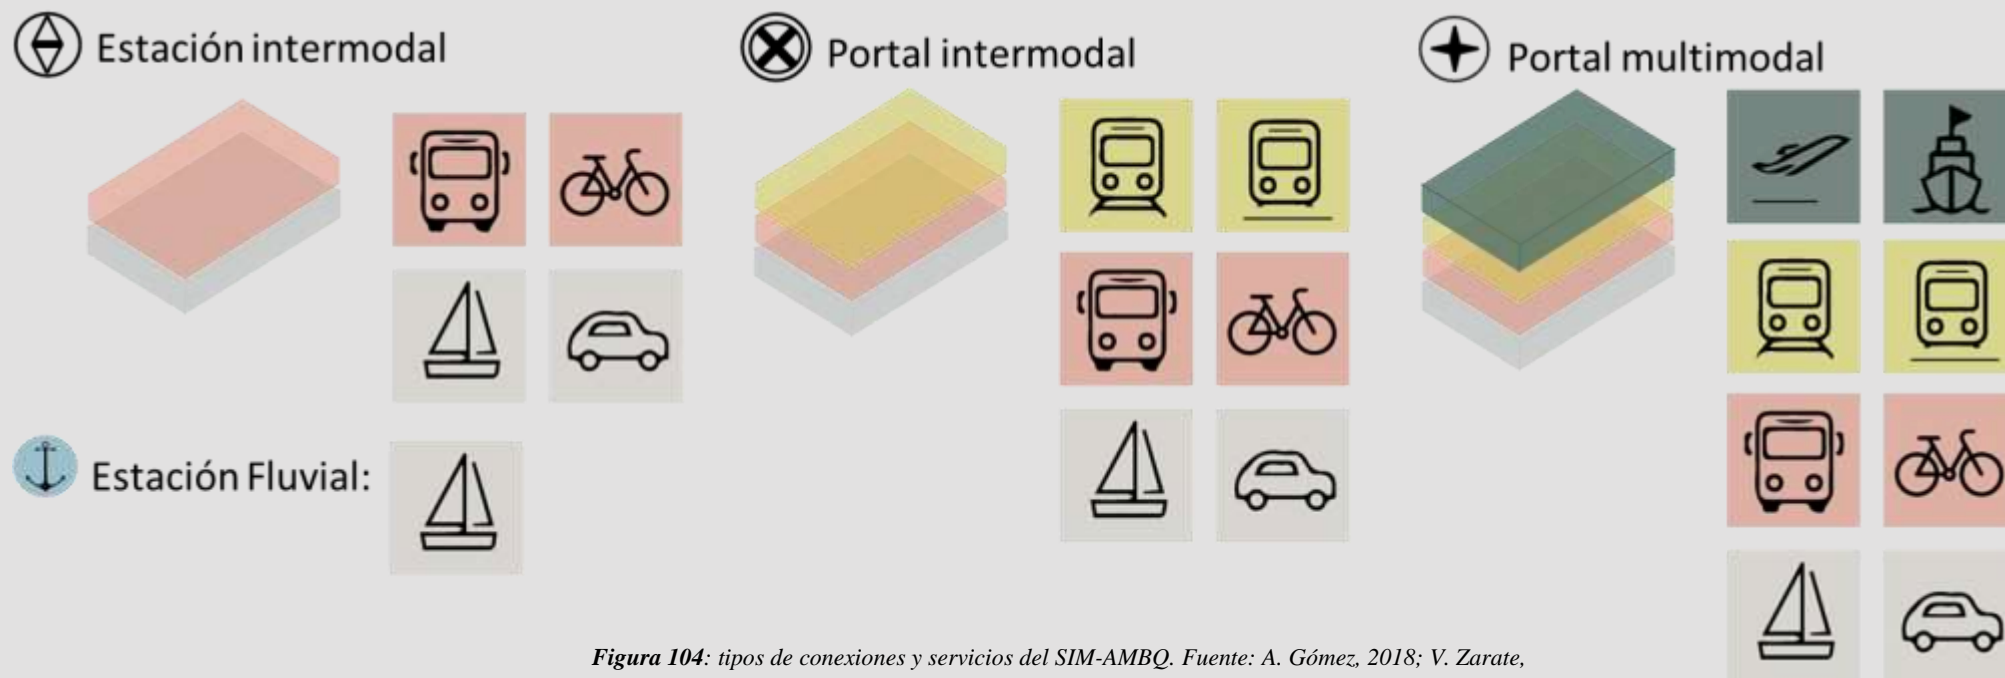 Estación intermodal
Portal intermodal
Portal multimodal
Estación Fluvial:
Figura 104: tipos de conexiones y servicios del SIM-AMBQ. Fuente: A. Gómez, 2018; V. Zarate,